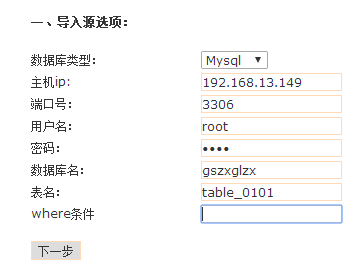 一、导入源选项：
数据库类型： Mysql
主机ip: 192.168.13.149
端口号： 3306
用户名： root
密码： ••••
数据库名： gszxglzx
表名： table_0101
where条件
下一步